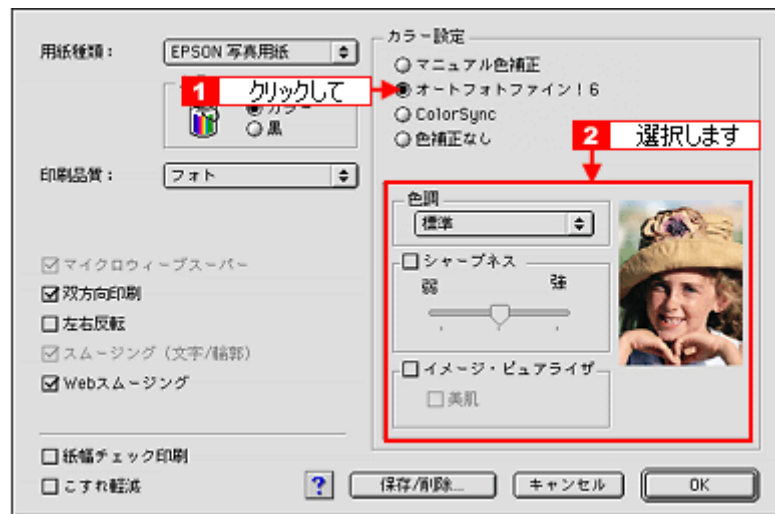 用紙種類：
EPSON 写真用紙
カラー
黒
1 クリックして
印刷品質：
フォト
マイクロウィーブスーパー
双方向印刷
左右反転
スムージング（文字/輪郭）
Webスムージング
紙幅チェック印刷
こすれ軽減
カラー設定
マニュアル色補正
オートフォトファイン！6
ColorSync
色補正なし
2 選択します
色調
標準
シャープネス
弱 強
イメージ・ピュアライザ
美肌
?
保存/削除...
キャンセル
OK